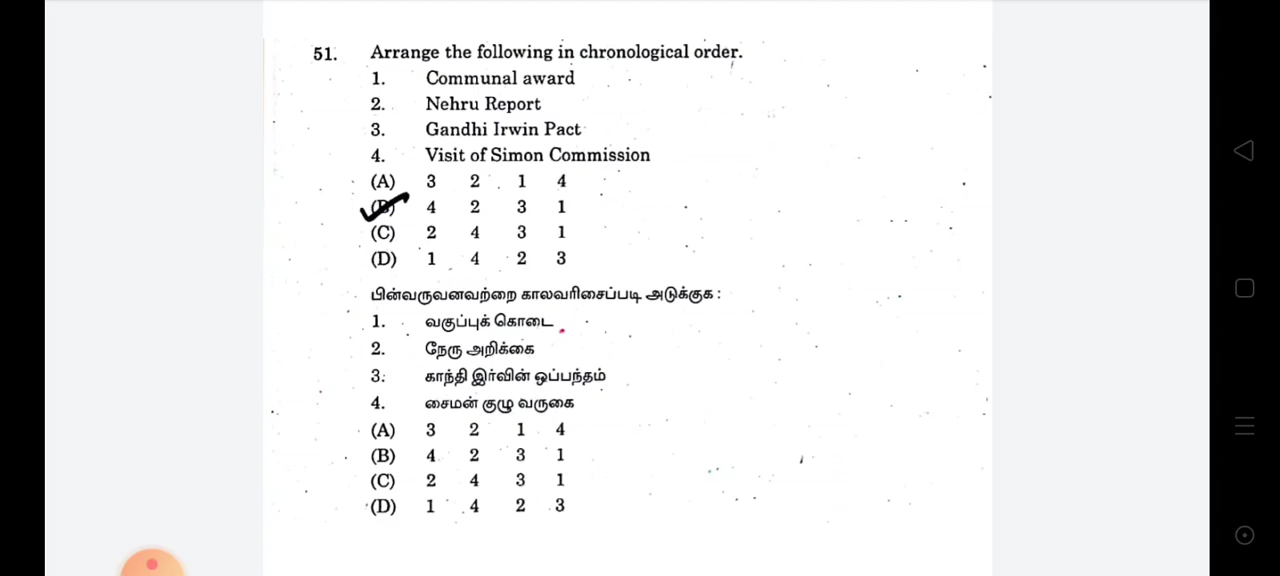 51. Arrange the following in chronological order.
1. Communal award
2. Nehru Report
3. Gandhi Irwin Pact
4. Visit of Simon Commission
(A) 3 2 1 4
(B) 4 2 3 1
(C) 2 4 3 1
(D) 1 4 2 3
பின்வருவனவற்றை காலவரிசைப்படி அடுக்குக :
1. வகுப்புக் கொடை
2. நேரு அறிக்கை
3. காந்தி இர்வின் ஒப்பந்தம்
4. சைமன் குழு வருகை
(A) 3 2 1 4
(B) 4 2 3 1
(C) 2 4 3 1
(D) 1 4 2 3